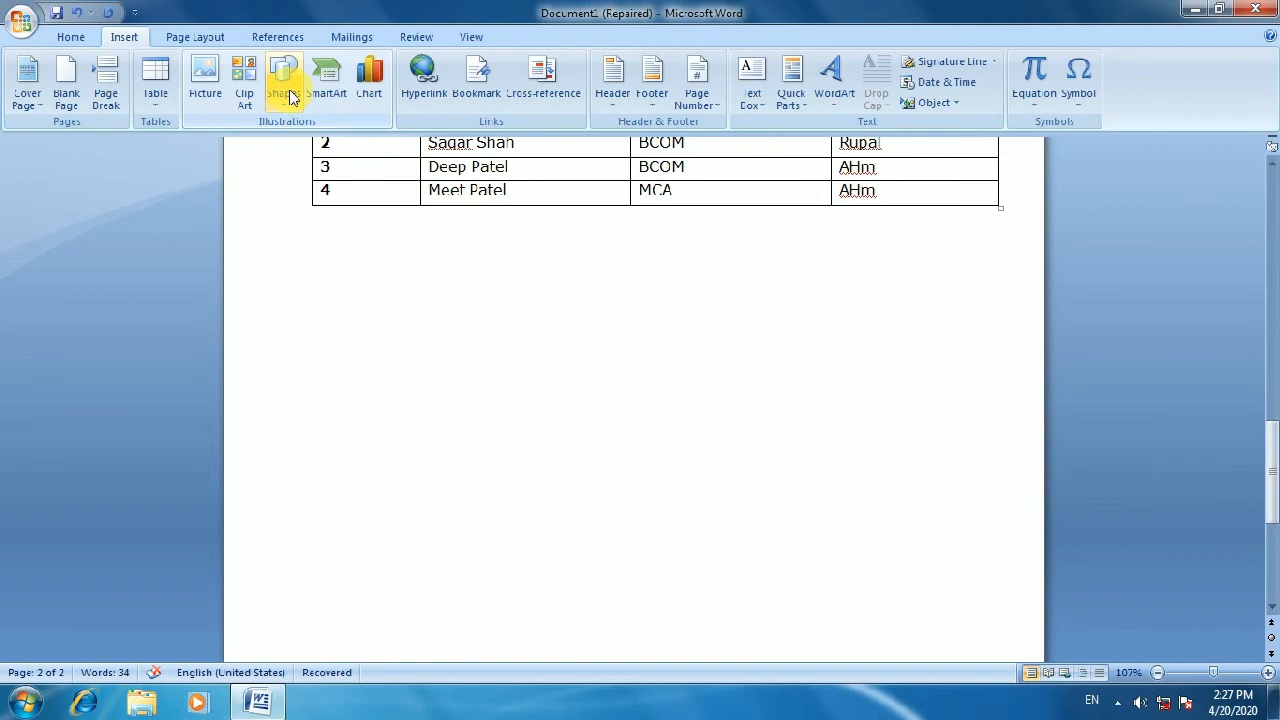 Document1 (Repaired) - Microsoft Word
Home Insert Page Layout References Mailings Review View
Cover Page Blank Page Page Break Table Picture Clip Art Shapes SmartArt Chart Hyperlink Bookmark Cross-reference Header Footer Page Number Text Box Quick Parts WordArt Drop Cap Signature Line Date & Time Object Equation Symbol
Pages Tables Illustrations Links Header & Footer Text Symbols
2 Sagar Shah BCOM Rupal
3 Deep Patel BCOM AHm
4 Meet Patel MCA AHm
Page: 2 of 2 Words: 34 English (United States) Recovered 107%
EN 2:27 PM
4/20/2020